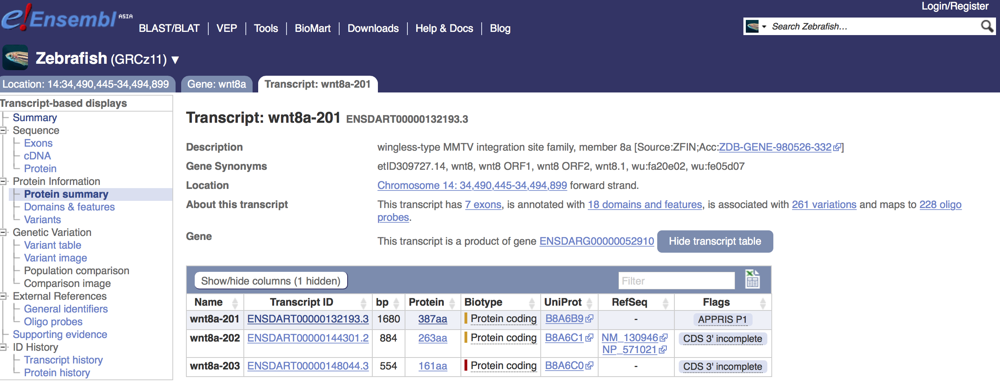 Login/Register
e!Ensembl ASIA
BLAST/BLAT | VEP | Tools | BioMart | Downloads | Help & Docs | Blog
Search Zebrafish…
Zebrafish (GRCz11) ▼
Location: 14:34,490,445-34,494,899
Gene: wnt8a
Transcript: wnt8a-201
Transcript-based displays
Summary
Sequence
Exons
cDNA
Protein
Protein Information
Protein summary
Domains & features
Variants
Genetic Variation
Variant table
Variant image
Population comparison
Comparison image
External References
General identifiers
Oligo probes
Supporting evidence
ID History
Transcript history
Protein history
Transcript: wnt8a-201 ENSDART00000132193.3
Description wingless-type MMTV integration site family, member 8a [Source:ZFIN;Acc:ZDB-GENE-980526-332]
Gene Synonyms etID309727.14, wnt8, wnt8 ORF1, wnt8 ORF2, wnt8.1, wu:fa20e02, wu:fe05d07
Location Chromosome 14: 34,490,445-34,494,899 forward strand.
About this transcript This transcript has 7 exons, is annotated with 18 domains and features, is associated with 261 variations and maps to 228 oligo
probes.
Gene This transcript is a product of gene ENSDARG00000052910 Hide transcript table
Show/hide columns (1 hidden) Filter
Name Transcript ID bp Protein Biotype UniProt RefSeq Flags
wnt8a-201 ENSDART00000132193.3 1680 387aa Protein coding B8A6B9 - APPRIS P1
wnt8a-202 ENSDART00000144301.2 884 263aa Protein coding B8A6C1 NM_130946 CDS 3' incomplete
NP_571021
wnt8a-203 ENSDART00000148044.3 554 161aa Protein coding B8A6C0 - CDS 3' incomplete